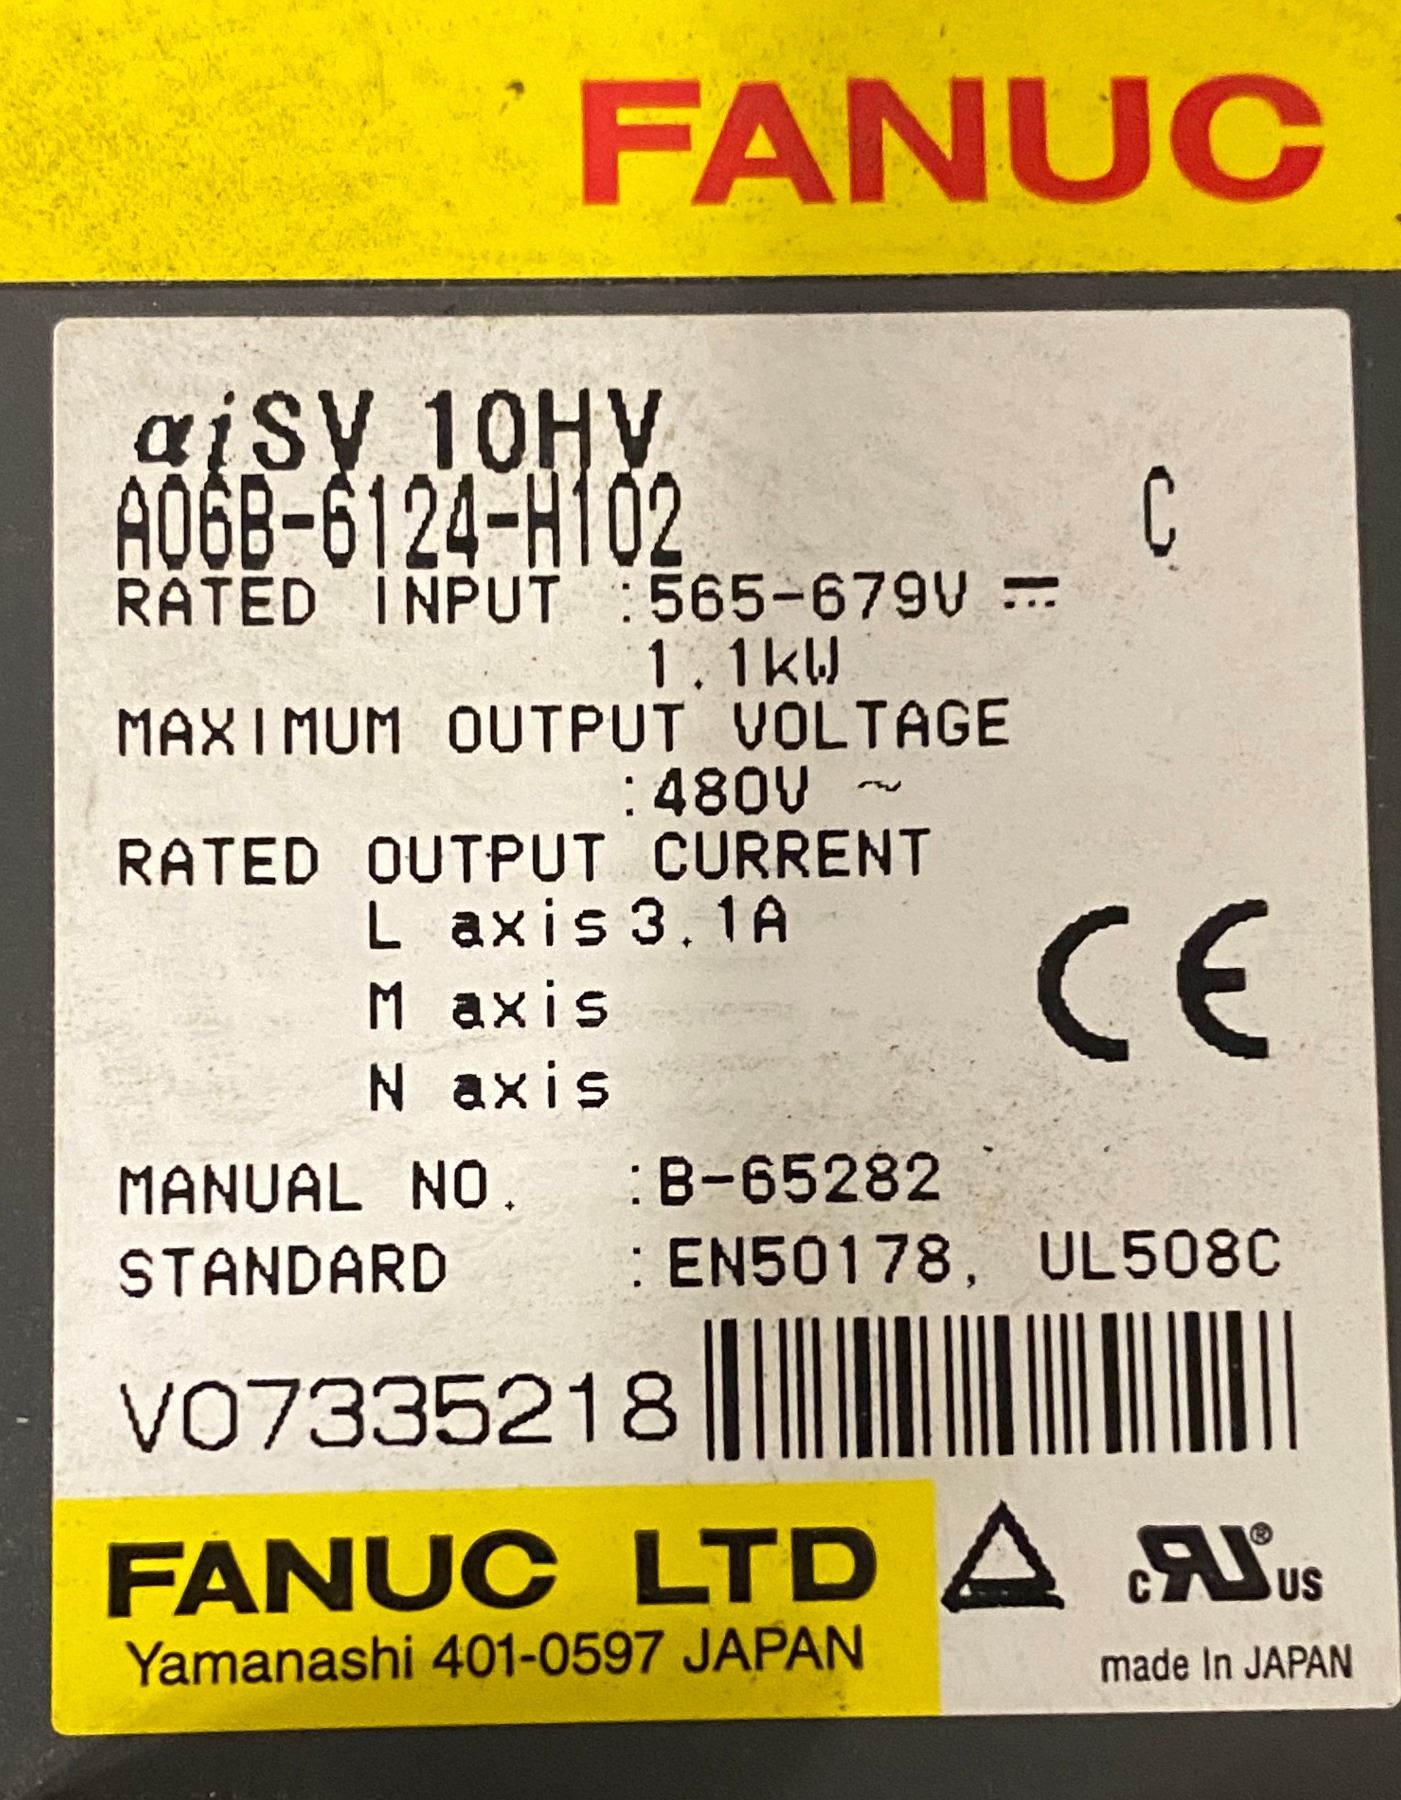 FANUC
αiSV 10HV
A06B-6124-H102 C
RATED INPUT :565-679V ⎓
1.1kW
MAXIMUM OUTPUT VOLTAGE
:480V ~
RATED OUTPUT CURRENT
L axis 3.1A
M axis
N axis
CE
MANUAL NO. :B-65282
STANDARD :EN50178, UL508C
V07335218
FANUC LTD
Yamanashi 401-0597 JAPAN
c RU ® US
made In JAPAN